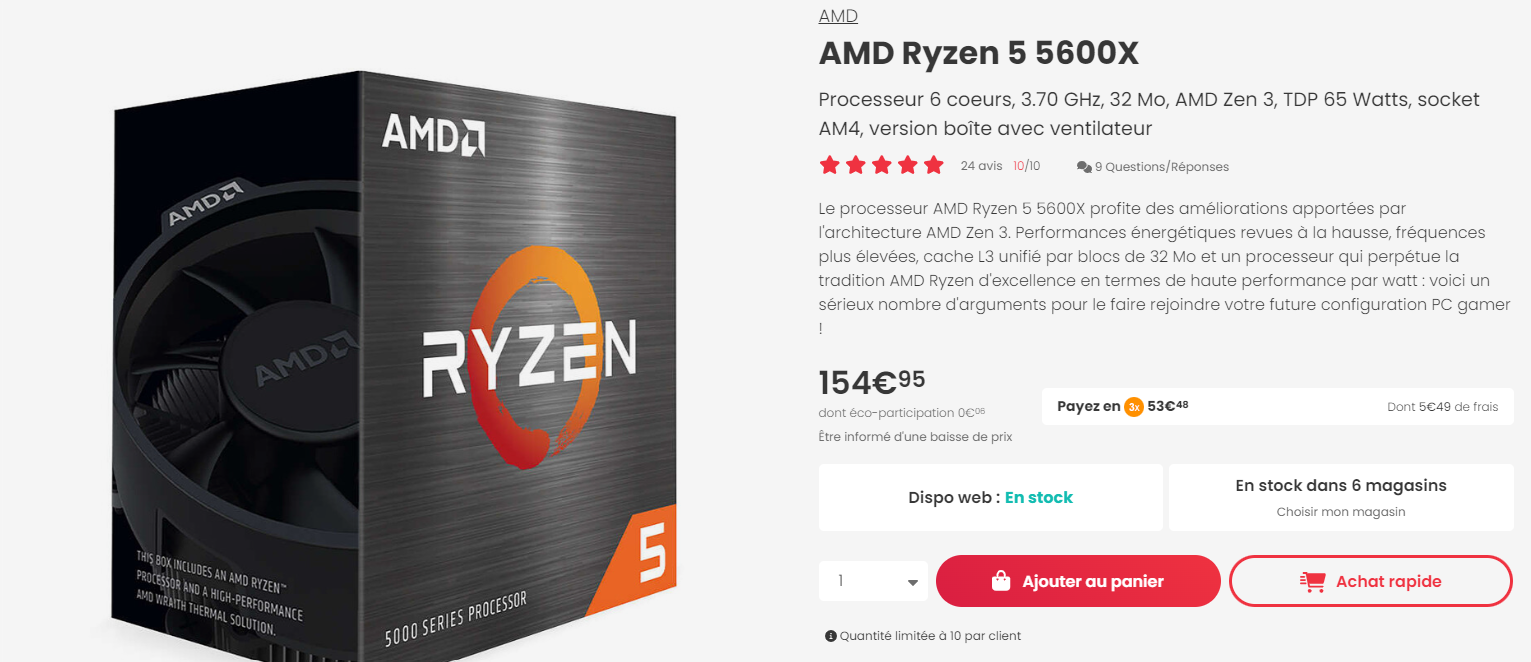 AMD
AMD
AMD
RYZEN
5
THIS BOX INCLUDES AN AMD RYZEN™
PROCESSOR AND A HIGH-PERFORMANCE
AMD WRAITH THERMAL SOLUTION.
5000 SERIES PROCESSOR
AMD
AMD Ryzen 5 5600X
Processeur 6 coeurs, 3.70 GHz, 32 Mo, AMD Zen 3, TDP 65 Watts, socket
AM4, version boîte avec ventilateur
24 avis 10/10 9 Questions/Réponses
Le processeur AMD Ryzen 5 5600X profite des améliorations apportées par
l'architecture AMD Zen 3. Performances énergétiques revues à la hausse, fréquences
plus élevées, cache L3 unifié par blocs de 32 Mo et un processeur qui perpétue la
tradition AMD Ryzen d'excellence en termes de haute performance par watt : voici un
sérieux nombre d'arguments pour le faire rejoindre votre future configuration PC gamer
!
154€95
dont éco-participation 0€06
Être informé d'une baisse de prix
Payez en 3x 53€48 Dont 5€49 de frais
Dispo web : En stock
En stock dans 6 magasins
Choisir mon magasin
1
Ajouter au panier
Achat rapide
Quantité limitée à 10 par client